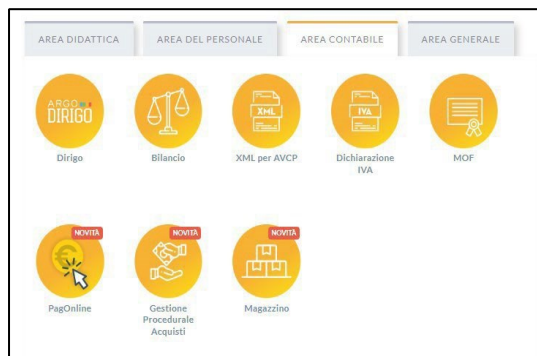 AREA DIDATTICA
AREA DEL PERSONALE
AREA CONTABILE
AREA GENERALE
ARGO
DIRIGO
XML
IVA
Dirigo
Bilancio
XML per AVCP
Dichiarazione
IVA
MOF
NOVITÀ
NOVITÀ
NOVITÀ
€
PagOnline
Gestione
Procedurale
Acquisti
Magazzino